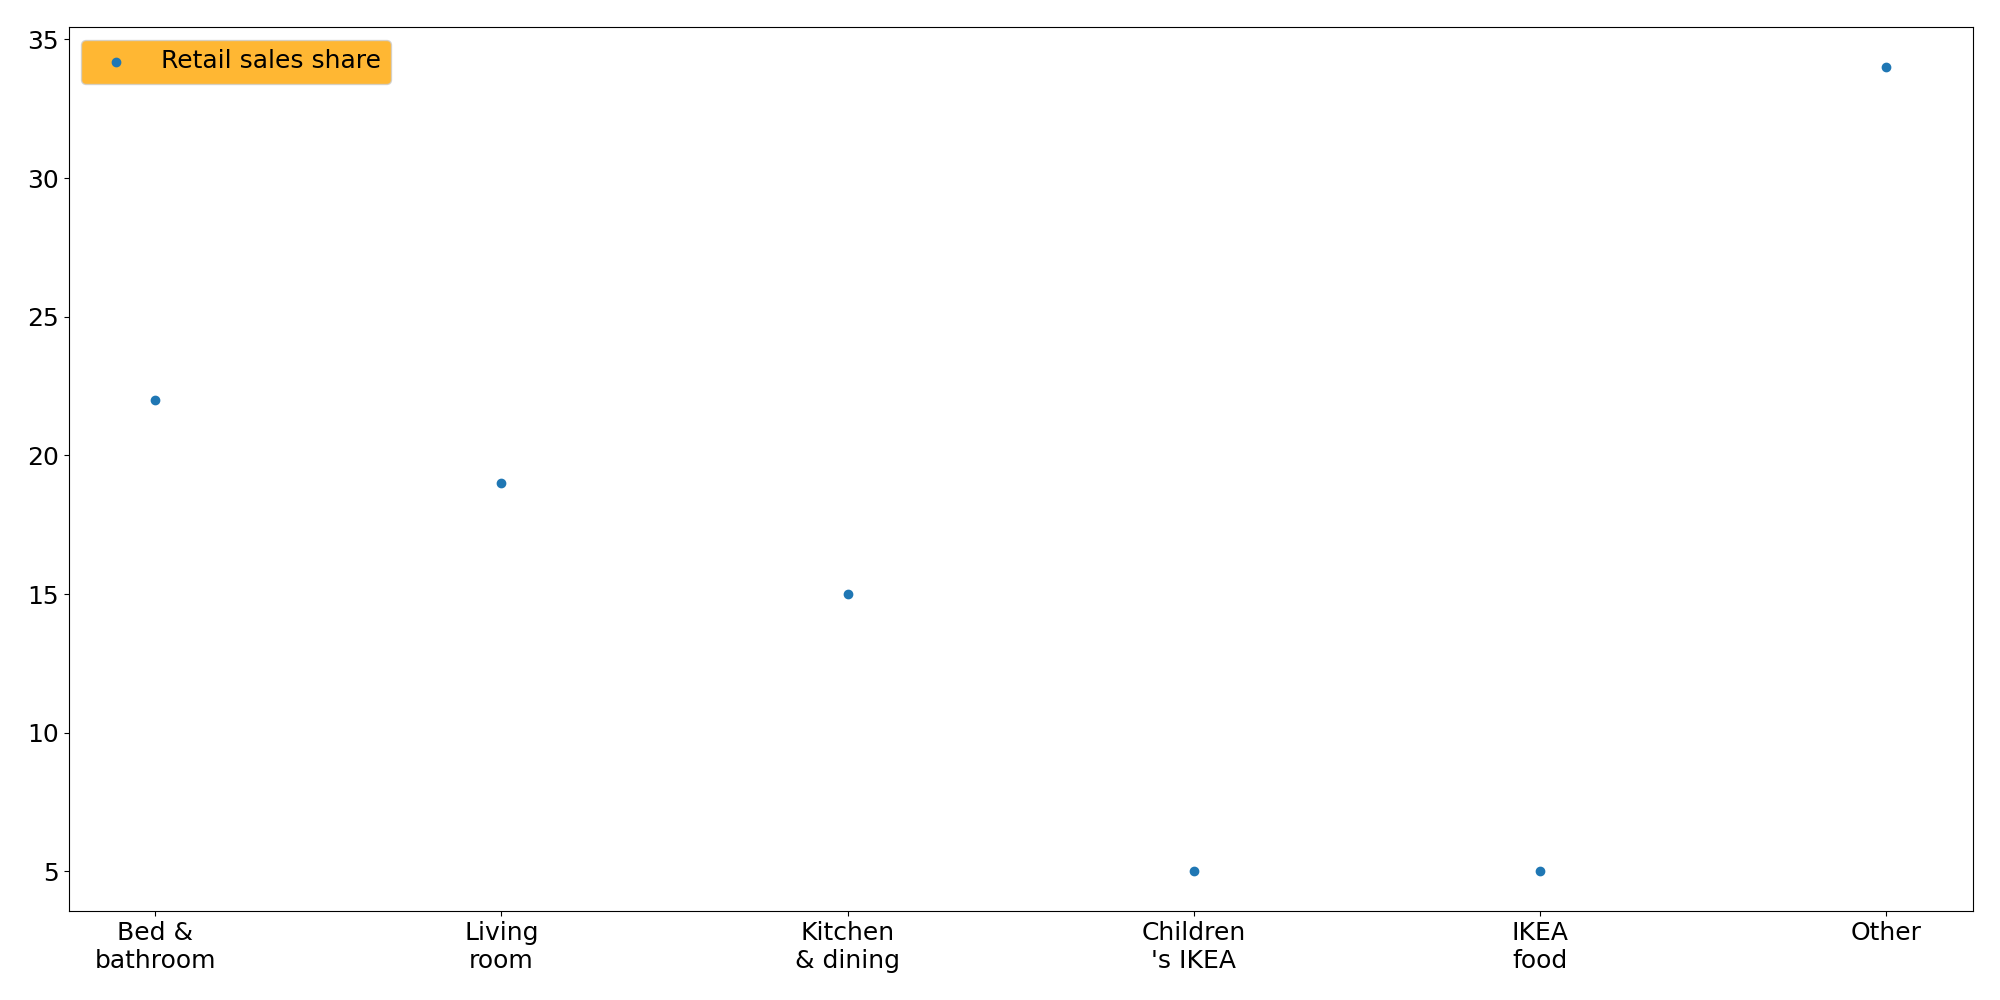 35
Retail sales share
30
25
20
15
10
5
Bed &
bathroom
Living
room
Kitchen
& dining
Children
's IKEA
IKEA
food
Other